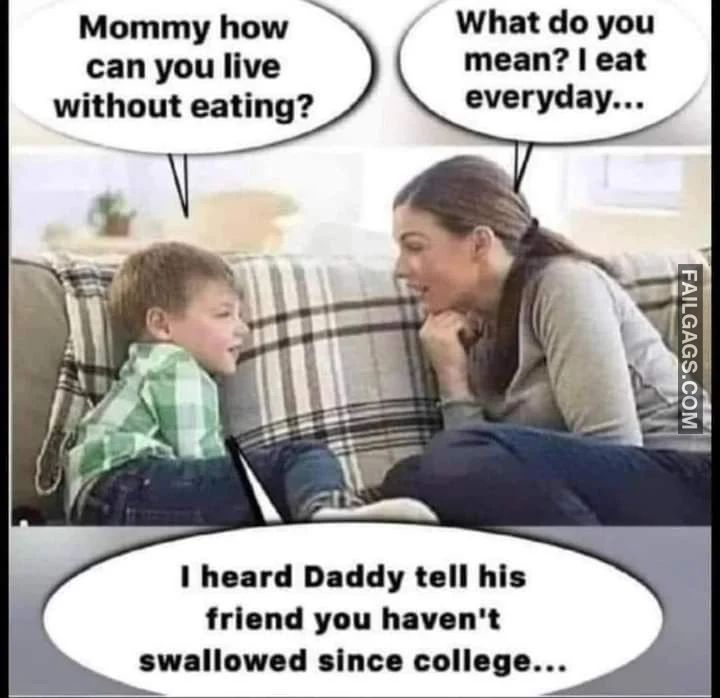 Mommy how
can you live
without eating?
What do you
mean? I eat
everyday...
FAILGAGS.COM
I heard Daddy tell his
friend you haven't
swallowed since college...